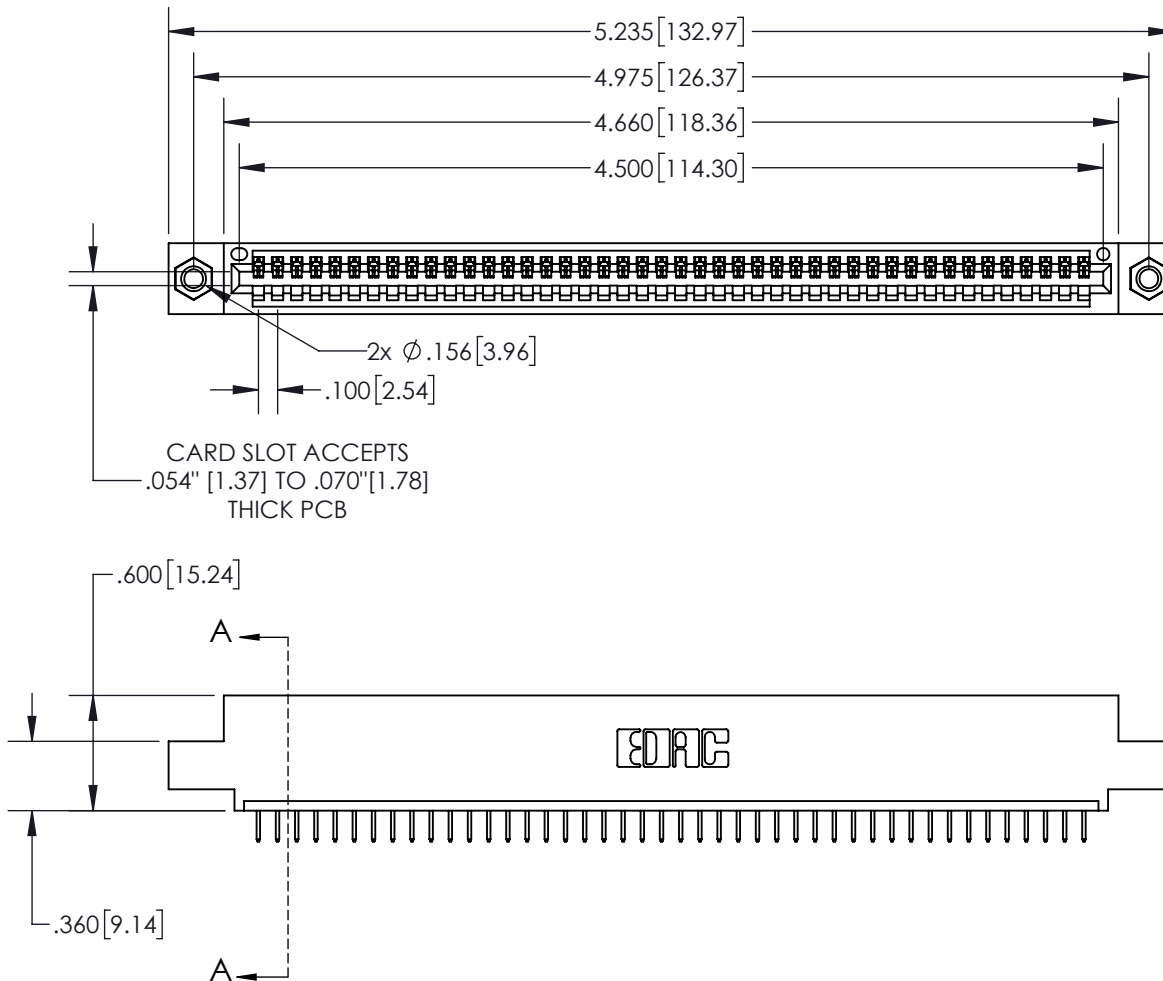 5.235[132.97]
4.975[126.37]
4.660[118.36]
4.500[114.30]
2x Ø.156[3.96]
.100[2.54]
CARD SLOT ACCEPTS
.054" [1.37] TO .070"[1.78]
THICK PCB
.600[15.24]
A
EDAC
.360[9.14]
A